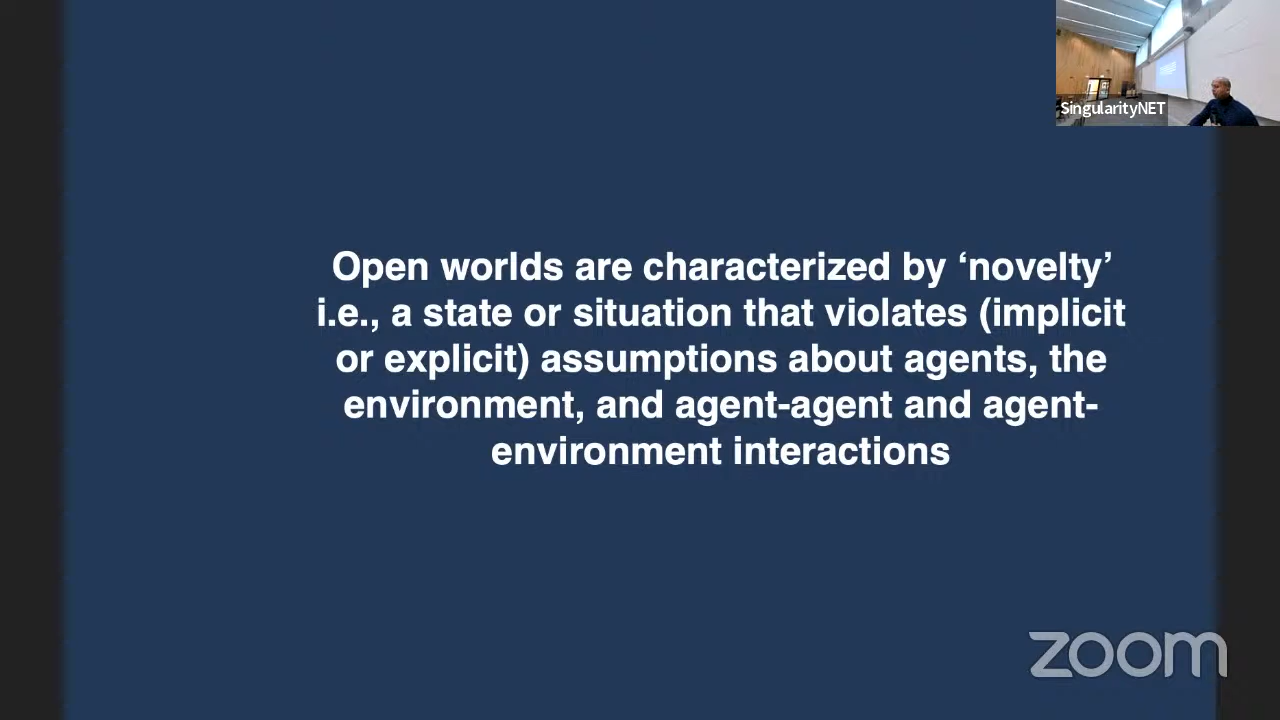 SingularityNET
Open worlds are characterized by ‘novelty’
i.e., a state or situation that violates (implicit
or explicit) assumptions about agents, the
environment, and agent-agent and agent-
environment interactions
zoom